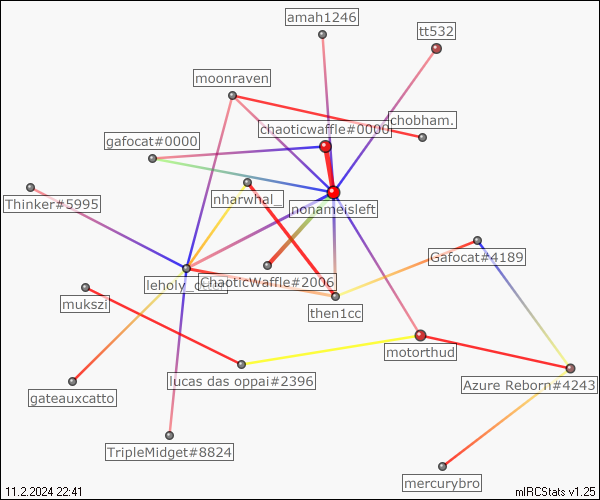 amah1246
tt532
moonraven
chobham.
chaoticwaffle#0000
gafocat#0000
Thinker#5995
nharwhal_
nonameisleft
Gafocat#4189
ChaoticWaffle#2006
mukszi
then1cc
motorthud
lucas das oppai#2396
Azure Reborn#4243
gateauxcatto
TripleMidget#8824
mercurybro
11.2.2024 22:41
mIRCStats v1.25